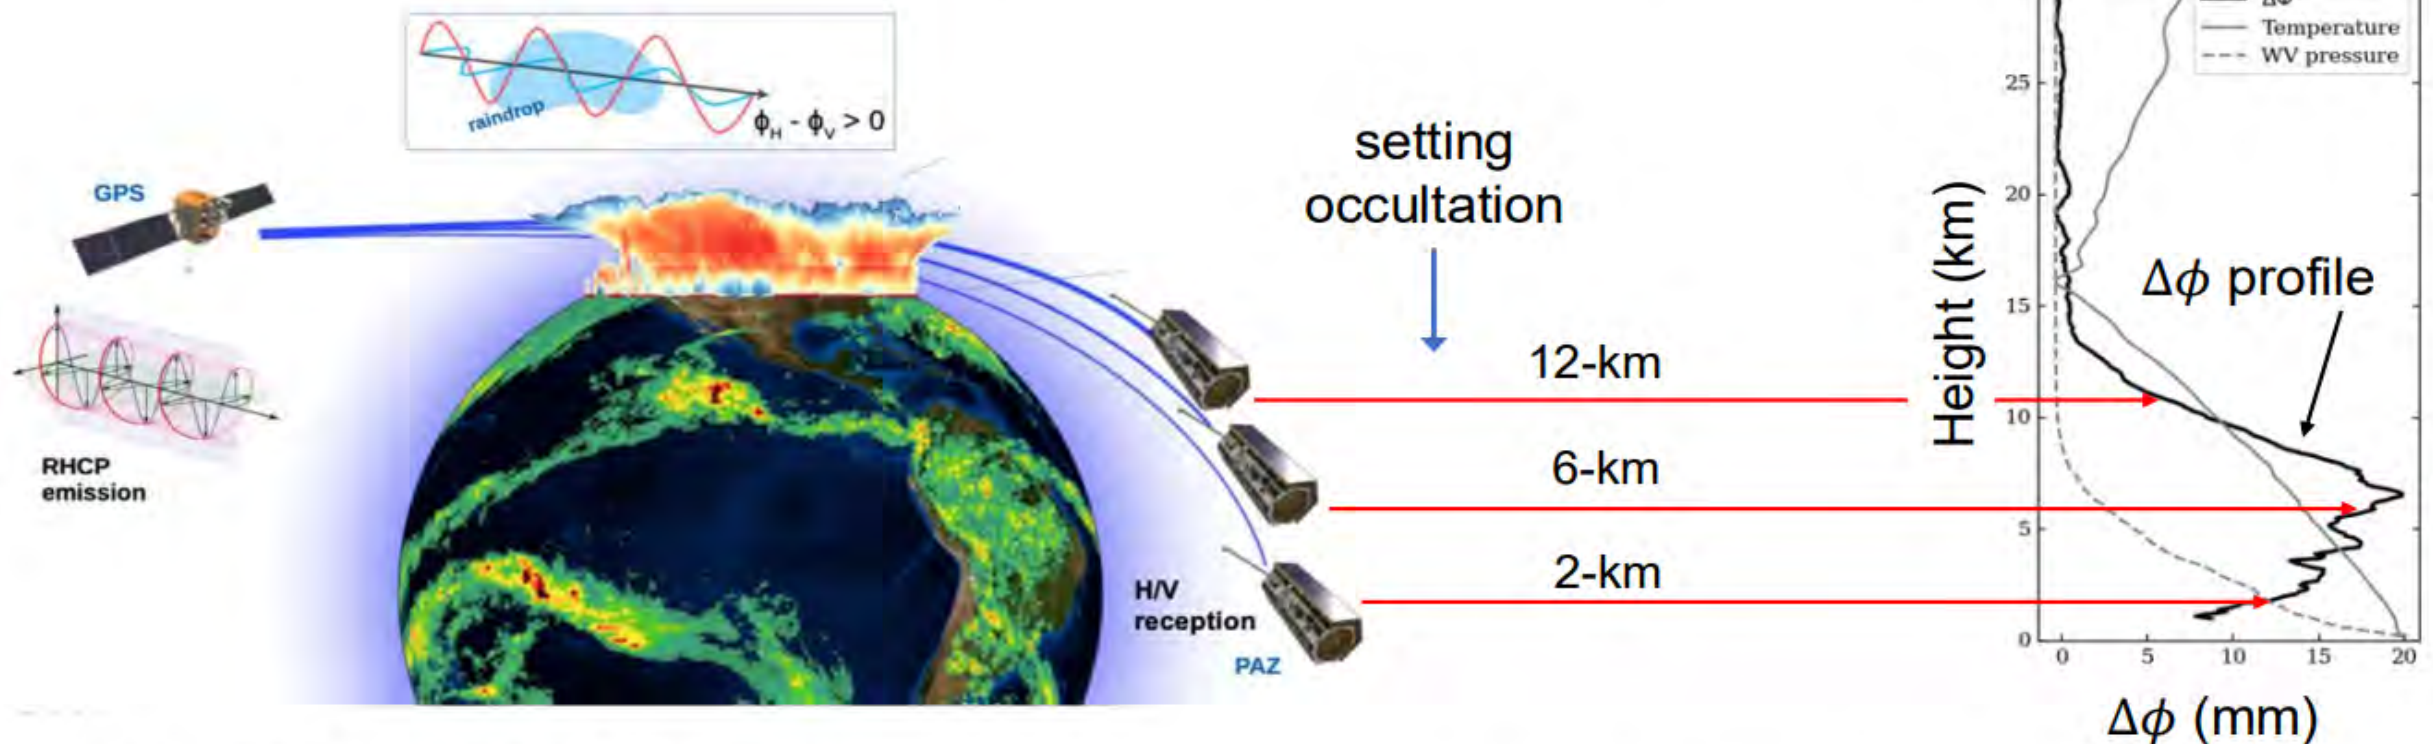 raindrop
ϕH - ϕV > 0
GPS
RHCP
emission
setting
occultation
12-km
6-km
2-km
H/V
reception
PAZ
Δϕ
Temperature
WV pressure
Height (km)
25
20
15
10
5
0
Δϕ profile
0 5 10 15 20
Δϕ (mm)